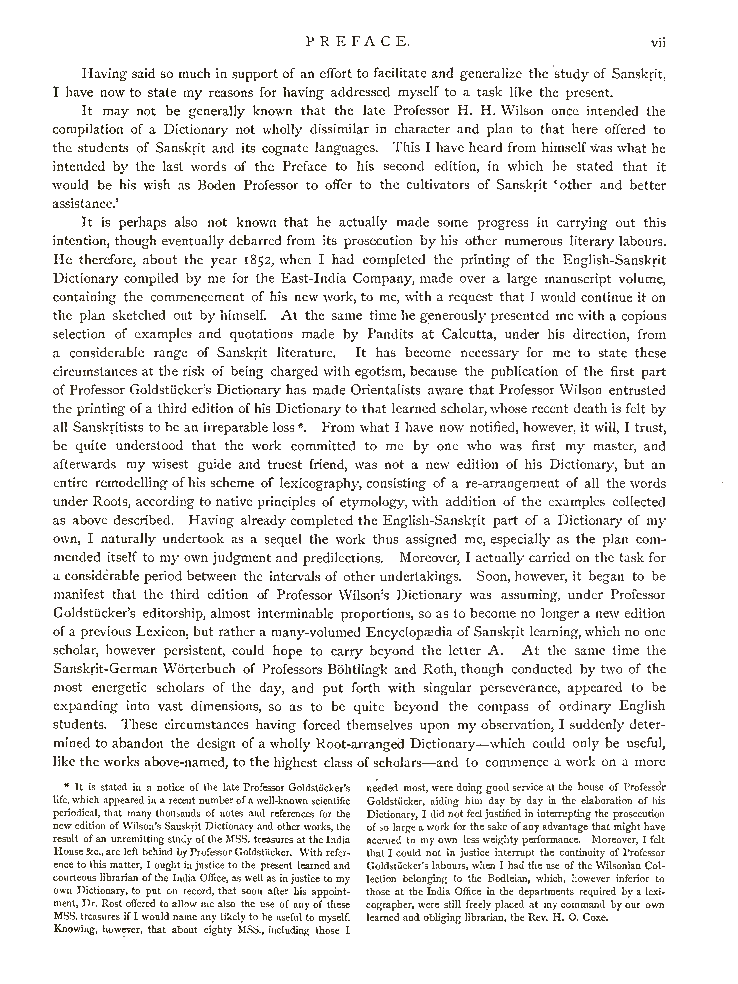 PREFACE. vii
Having said so much in support of an effort to facilitate and generalize the study of Sanskṛit,
I have now to state my reasons for having addressed myself to a task like the present.
It may not be generally known that the late Professor H. H. Wilson once intended the
compilation of a Dictionary not wholly dissimilar in character and plan to that here offered to
the students of Sanskṛit and its cognate languages. This I have heard from himself was what he
intended by the last words of the Preface to his second edition, in which he stated that it
would be his wish as Boden Professor to offer to the cultivators of Sanskṛit ‘other and better
assistance.’
It is perhaps also not known that he actually made some progress in carrying out this
intention, though eventually debarred from its prosecution by his other numerous literary labours.
He therefore, about the year 1852, when I had completed the printing of the English-Sanskṛit
Dictionary compiled by me for the East-India Company, made over a large manuscript volume,
containing the commencement of his new work, to me, with a request that I would continue it on
the plan sketched out by himself. At the same time he generously presented me with a copious
selection of examples and quotations made by Pandits at Calcutta, under his direction, from
a considerable range of Sanskṛit literature. It has become necessary for me to state these
circumstances at the risk of being charged with egotism, because the publication of the first part
of Professor Goldstücker’s Dictionary has made Orientalists aware that Professor Wilson entrusted
the printing of a third edition of his Dictionary to that learned scholar, whose recent death is felt by
all Sanskṛitists to be an irreparable loss*. From what I have now notified, however, it will, I trust,
be quite understood that the work committed to me by one who was first my master, and
afterwards my wisest guide and truest friend, was not a new edition of his Dictionary, but an
entire remodelling of his scheme of lexicography, consisting of a re-arrangement of all the words
under Roots, according to native principles of etymology, with addition of the examples collected
as above described. Having already completed the English-Sanskṛit part of a Dictionary of my
own, I naturally undertook as a sequel the work thus assigned me, especially as the plan com-
mended itself to my own judgment and predilections. Moreover, I actually carried on the task for
a considerable period between the intervals of other undertakings. Soon, however, it began to be
manifest that the third edition of Professor Wilson’s Dictionary was assuming, under Professor
Goldstücker’s editorship, almost interminable proportions, so as to become no longer a new edition
of a previous Lexicon, but rather a many-volumed Encyclopædia of Sanskṛit learning, which no one
scholar, however persistent, could hope to carry beyond the letter A. At the same time the
Sanskṛit-German Wörterbuch of Professors Böhtlingk and Roth, though conducted by two of the
most energetic scholars of the day, and put forth with singular perseverance, appeared to be
expanding into vast dimensions, so as to be quite beyond the compass of ordinary English
students. These circumstances having forced themselves upon my observation, I suddenly deter-
mined to abandon the design of a wholly Root-arranged Dictionary—which could only be useful,
like the works above-named, to the highest class of scholars—and to commence a work on a more
* It is stated in a notice of the late Professor Goldstücker’s
life, which appeared in a recent number of a well-known scientific
periodical, that many thousands of notes and references for the
new edition of Wilson’s Sanskṛit Dictionary and other works, the
result of an unremitting study of the MSS. treasures at the India
House &c., are left behind by Professor Goldstücker. With refer-
ence to this matter, I ought in justice to the present learned and
courteous librarian of the India Office, as well as in justice to my
own Dictionary, to put on record, that soon after his appoint-
ment, Dr. Rost offered to allow me also the use of any of these
MSS. treasures if I would name any likely to be useful to myself.
Knowing, however, that about eighty MSS., including those I
needed most, were doing good service at the house of Professor
Goldstücker, aiding him day by day in the elaboration of his
Dictionary, I did not feel justified in interrupting the prosecution
of so large a work for the sake of any advantage that might have
accrued to my own less weighty performance. Moreover, I felt
that I could not in justice interrupt the continuity of Professor
Goldstücker’s labours, when I had the use of the Wilsonian Col-
lection belonging to the Bodleian, which, however inferior to
those at the India Office in the departments required by a lexi-
cographer, were still freely placed at my command by our own
learned and obliging librarian, the Rev. H. O. Coxe.